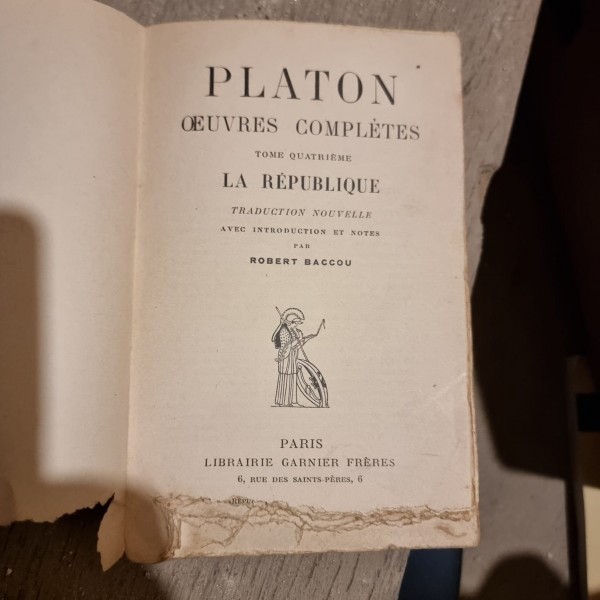 PLATON
ŒUVRES COMPLÈTES
TOME QUATRIÈME
LA RÉPUBLIQUE
TRADUCTION NOUVELLE
AVEC INTRODUCTION ET NOTES
PAR
ROBERT BACCOU
PARIS
LIBRAIRIE GARNIER FRÈRES
6, RUE DES SAINTS-PÈRES, 6